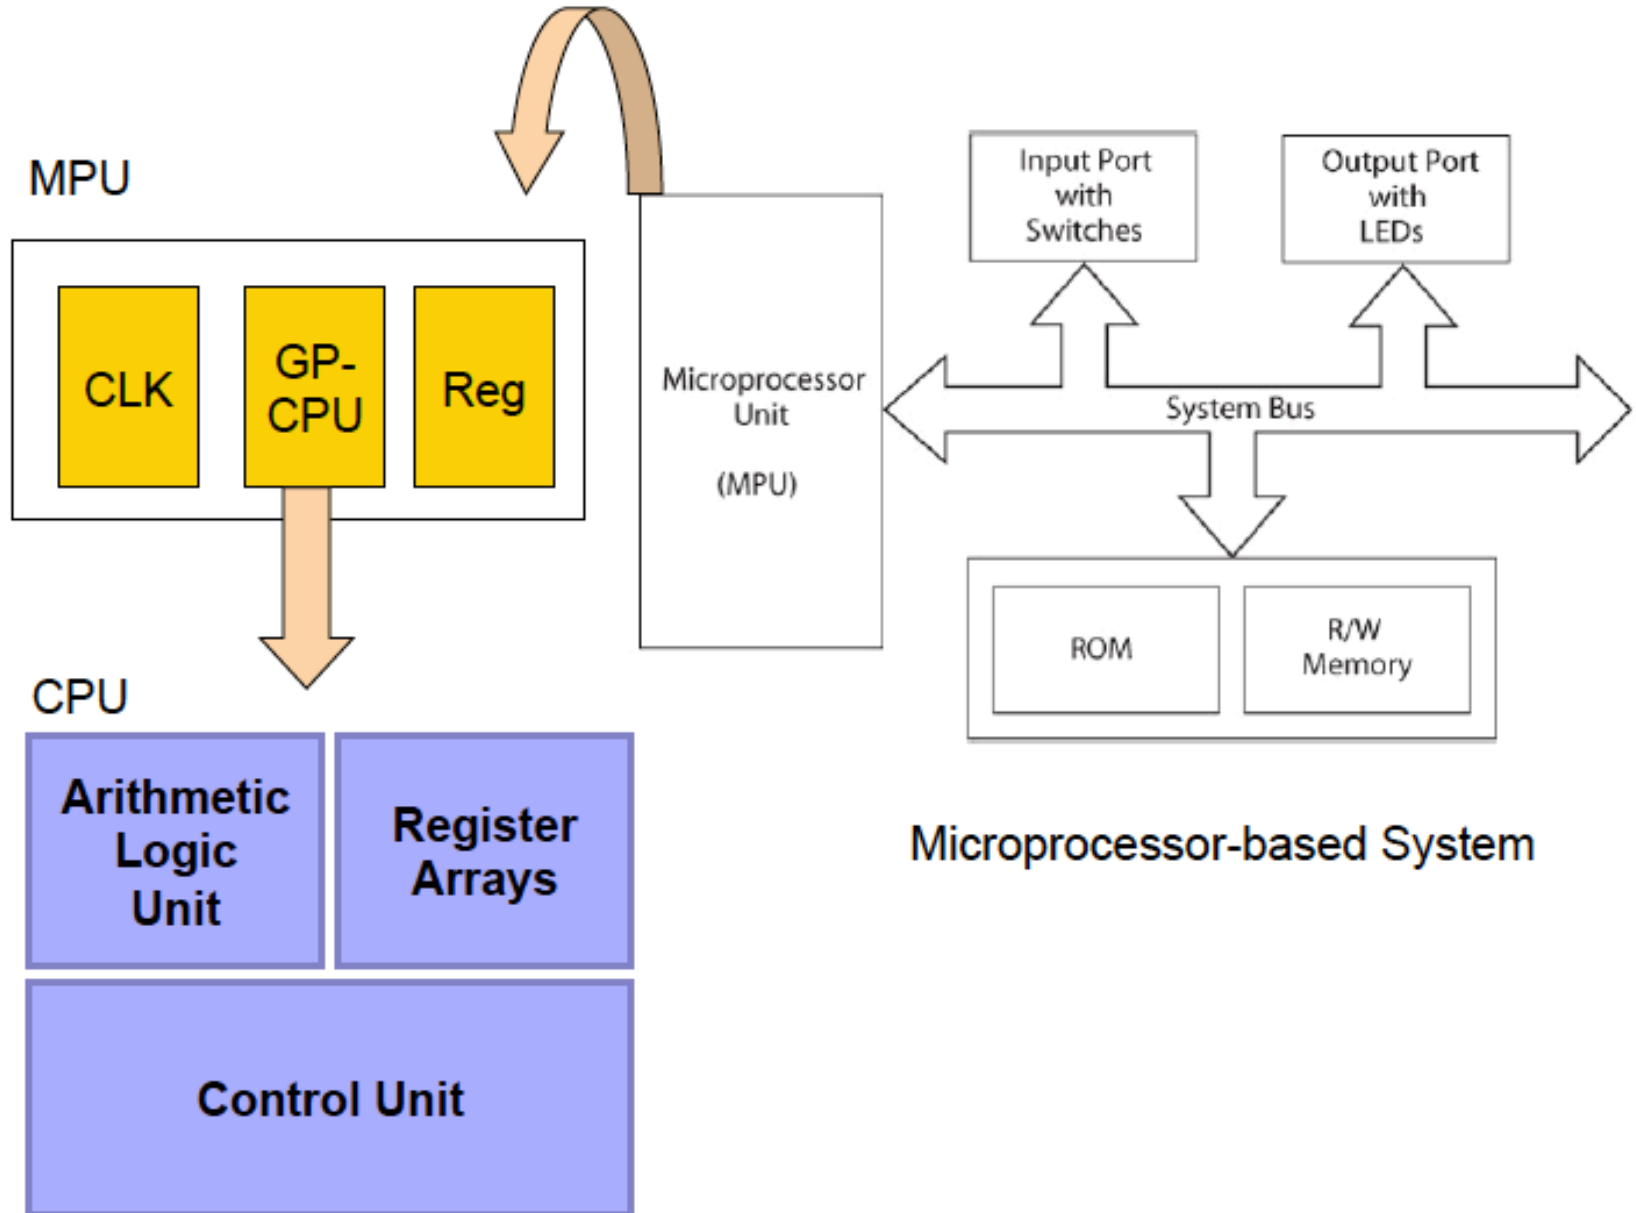 MPU
CLK
GP-
CPU
Reg
CPU
Arithmetic
Logic
Unit
Register
Arrays
Control Unit
Microprocessor
Unit
(MPU)
Input Port
with
Switches
Output Port
with
LEDs
System Bus
ROM
R/W
Memory
Microprocessor-based System